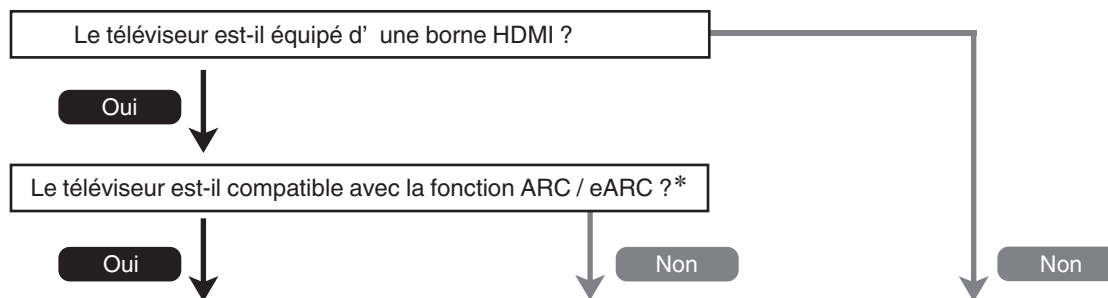 Le téléviseur est-il équipé d' une borne HDMI ?
Oui
Le téléviseur est-il compatible avec la fonction ARC / eARC ?*
Oui
Non
Non